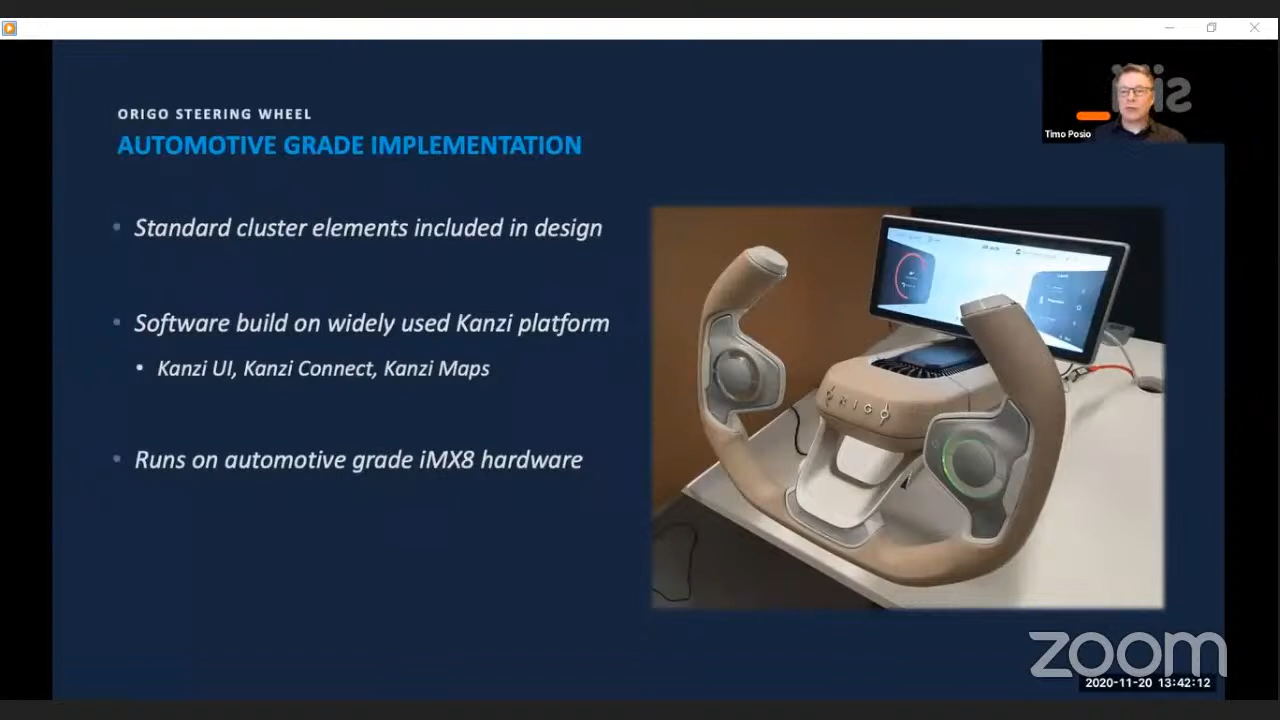 ORIGO STEERING WHEEL
AUTOMOTIVE GRADE IMPLEMENTATION
Timo Posio
• Standard cluster elements included in design
• Software build on widely used Kanzi platform
• Kanzi UI, Kanzi Connect, Kanzi Maps
• Runs on automotive grade iMX8 hardware
ORIGO
zoom
2020-11-20 13:42:12